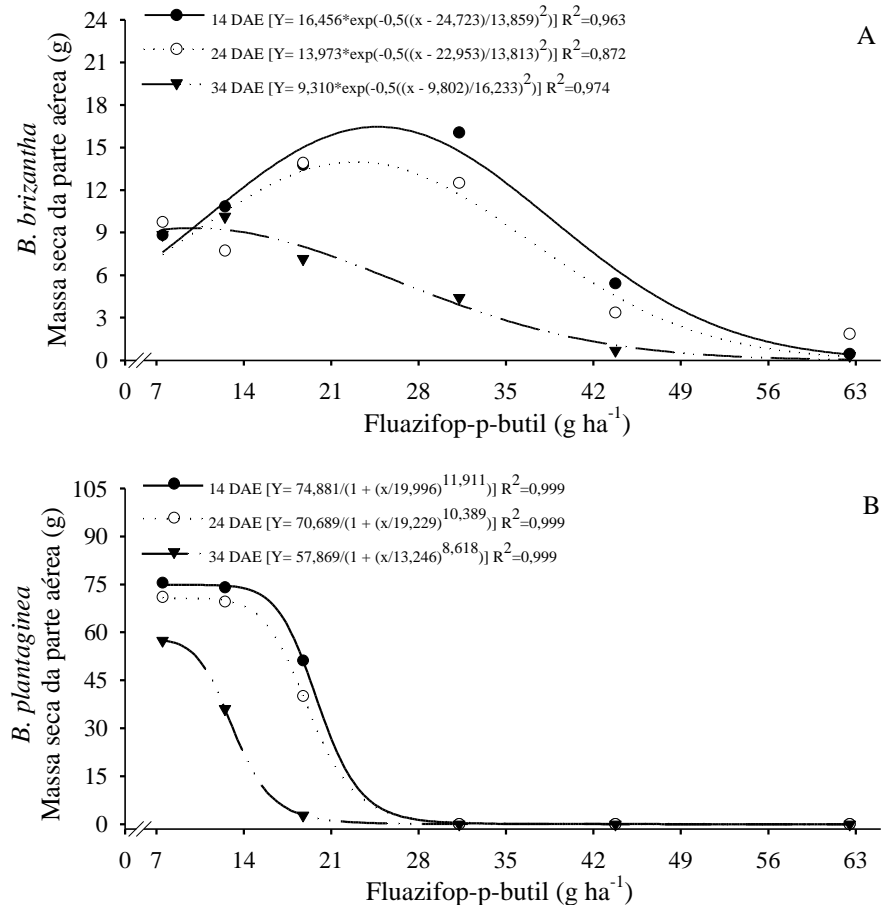 14 DAE [Y= 16,456*exp(-0,5((x - 24,723)/13,859)²)] R²=0,963
24 DAE [Y= 13,973*exp(-0,5((x - 22,953)/13,813)²)] R²=0,872
34 DAE [Y= 9,310*exp(-0,5((x - 9,802)/16,233)²)] R²=0,974
A
B. brizantha
Massa seca da parte aérea (g)
24
21
18
15
12
9
6
3
0
0 7 14 21 28 35 42 49 56 63
Fluazifop-p-butil (g ha⁻¹)
14 DAE [Y= 74,881/(1 + (x/19,996)¹¹,⁹¹¹)] R²=0,999
24 DAE [Y= 70,689/(1 + (x/19,229)¹⁰,³⁸⁹)] R²=0,999
34 DAE [Y= 57,869/(1 + (x/13,246)⁸,⁶¹⁸)] R²=0,999
B
B. plantaginea
Massa seca da parte aérea (g)
105
90
75
60
45
30
15
0
0 7 14 21 28 35 42 49 56 63
Fluazifop-p-butil (g ha⁻¹)